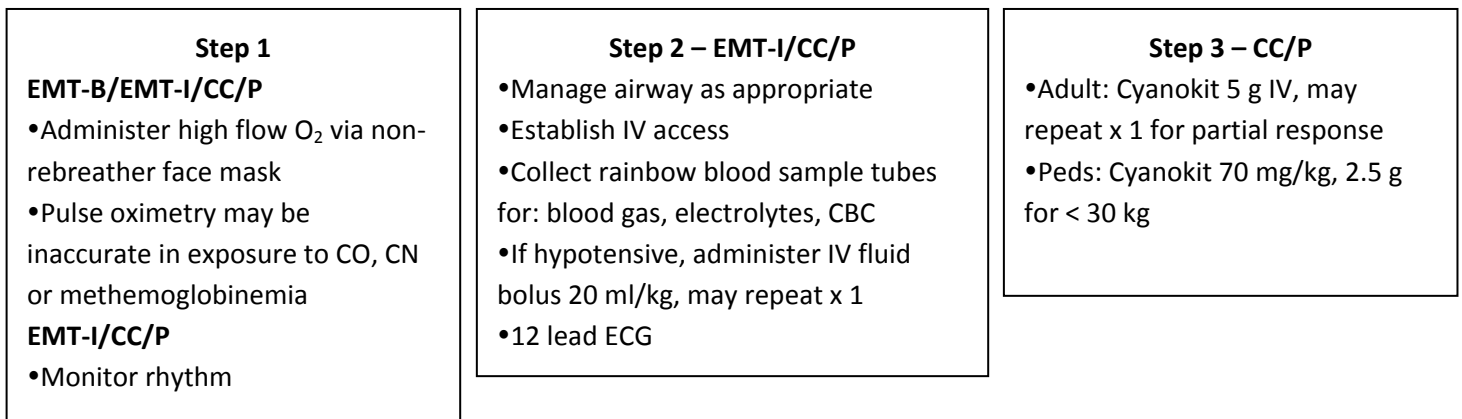 Step 1
EMT-B/EMT-I/CC/P
•Administer high flow O₂ via non-
rebreather face mask
•Pulse oximetry may be
inaccurate in exposure to CO, CN
or methemoglobinemia
EMT-I/CC/P
•Monitor rhythm
Step 2 – EMT-I/CC/P
•Manage airway as appropriate
•Establish IV access
•Collect rainbow blood sample tubes
for: blood gas, electrolytes, CBC
•If hypotensive, administer IV fluid
bolus 20 ml/kg, may repeat x 1
•12 lead ECG
Step 3 – CC/P
•Adult: Cyanokit 5 g IV, may
repeat x 1 for partial response
•Peds: Cyanokit 70 mg/kg, 2.5 g
for < 30 kg